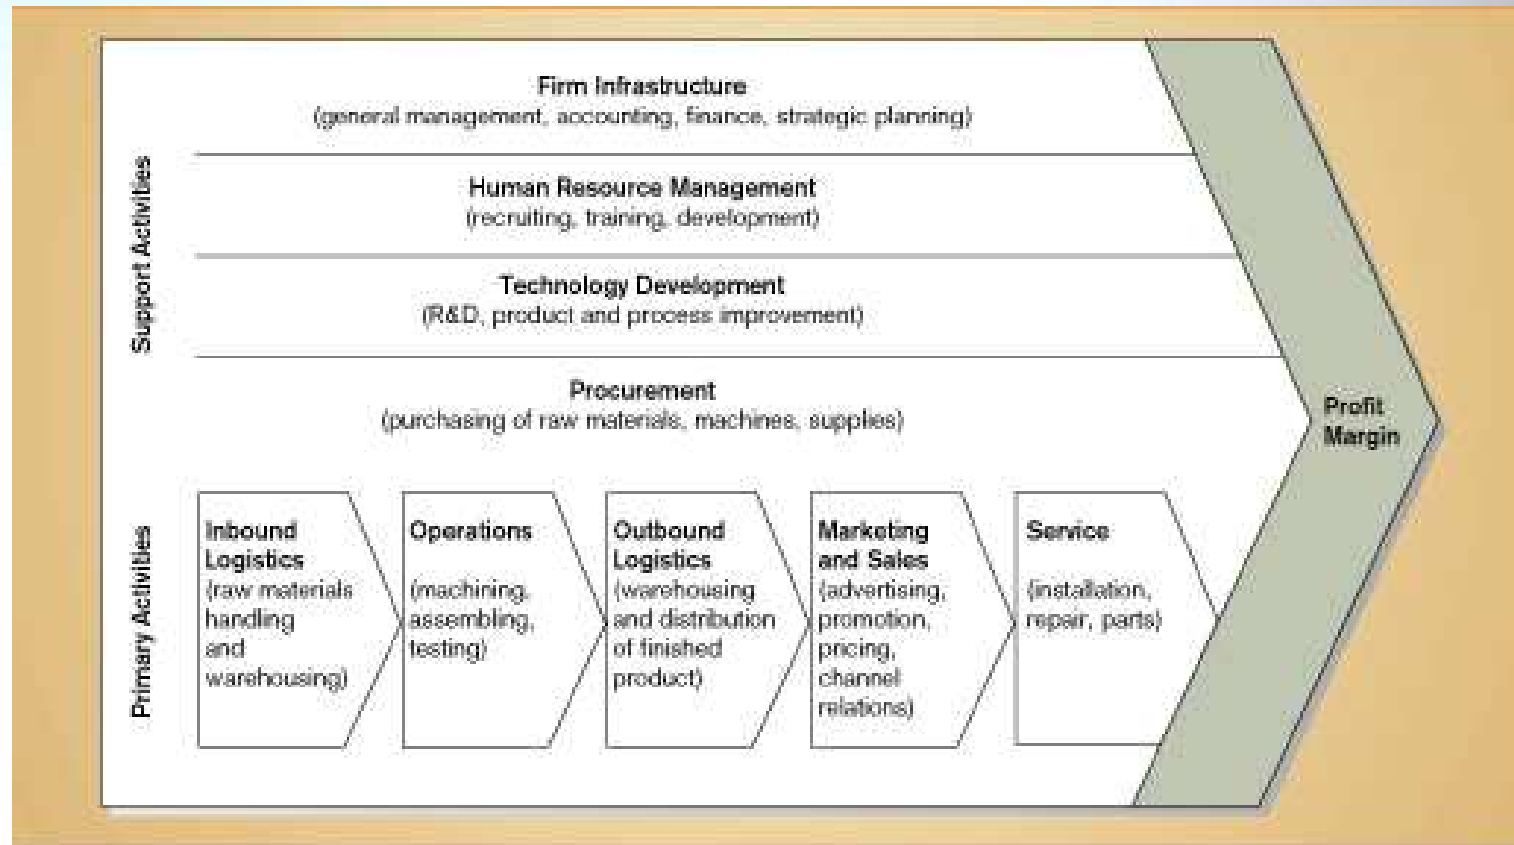 Firm Infrastructure
(general management, accounting, finance, strategic planning)
Support Activities
Human Resource Management
(recruiting, training, development)
Technology Development
(R&D, product and process improvement)
Procurement
(purchasing of raw materials, machines, supplies)
Profit
Margin
Primary Activities
Inbound
Logistics
(raw materials
handling
and
warehousing)
Operations
(machining,
assembling,
testing)
Outbound
Logistics
(warehousing
and distribution
of finished
product)
Marketing
and Sales
(advertising,
promotion,
pricing,
channel
relations)
Service
(installation,
repair, parts)